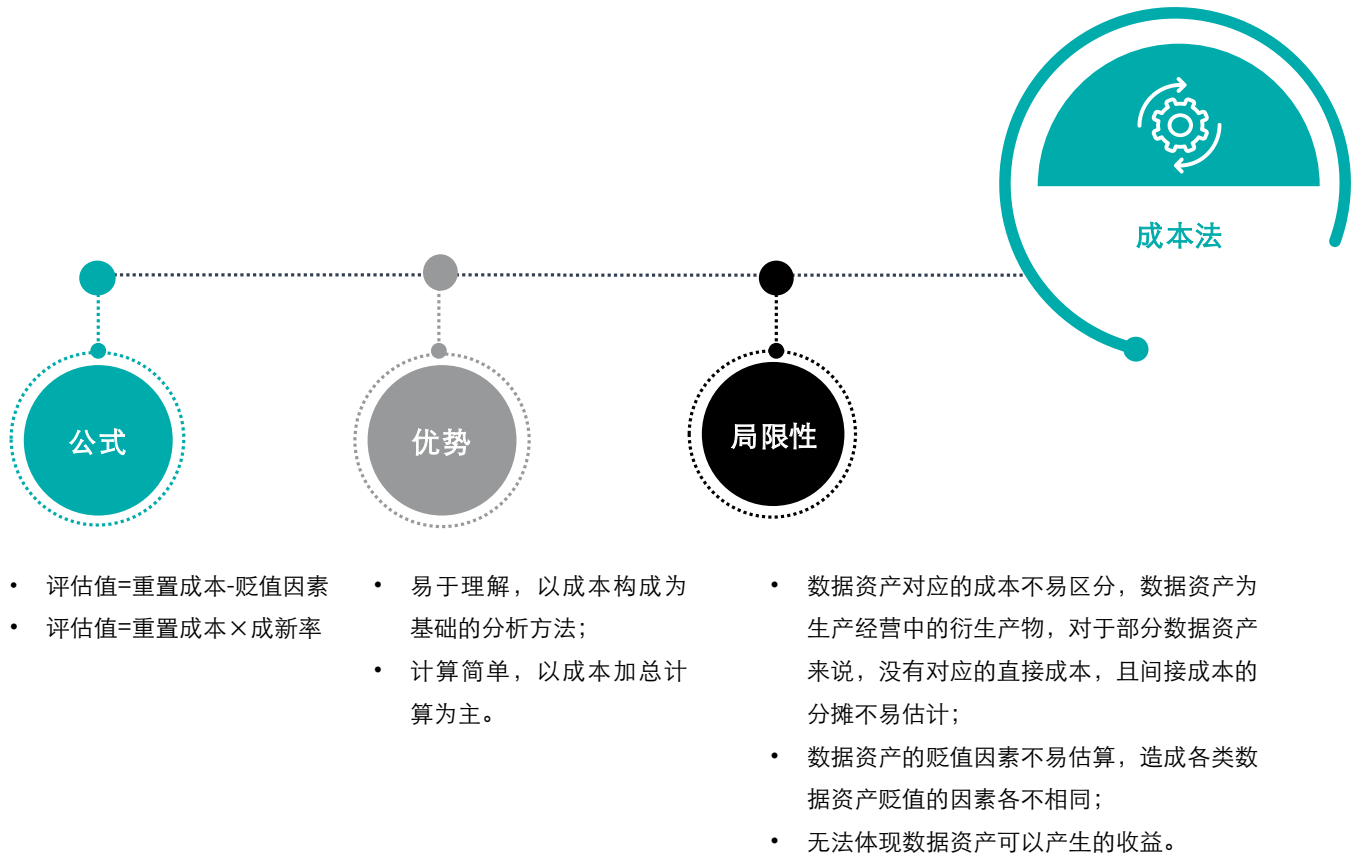 成本法
公式
优势
局限性
• 评估值=重置成本-贬值因素
• 评估值=重置成本×成新率
• 易于理解，以成本构成为
基础的分析方法；
• 计算简单，以成本加总计
算为主。
• 数据资产对应的成本不易区分，数据资产为
生产经营中的衍生产物，对于部分数据资产
来说，没有对应的直接成本，且间接成本的
分摊不易估计；
• 数据资产的贬值因素不易估算，造成各类数
据资产贬值的因素各不相同；
• 无法体现数据资产可以产生的收益。